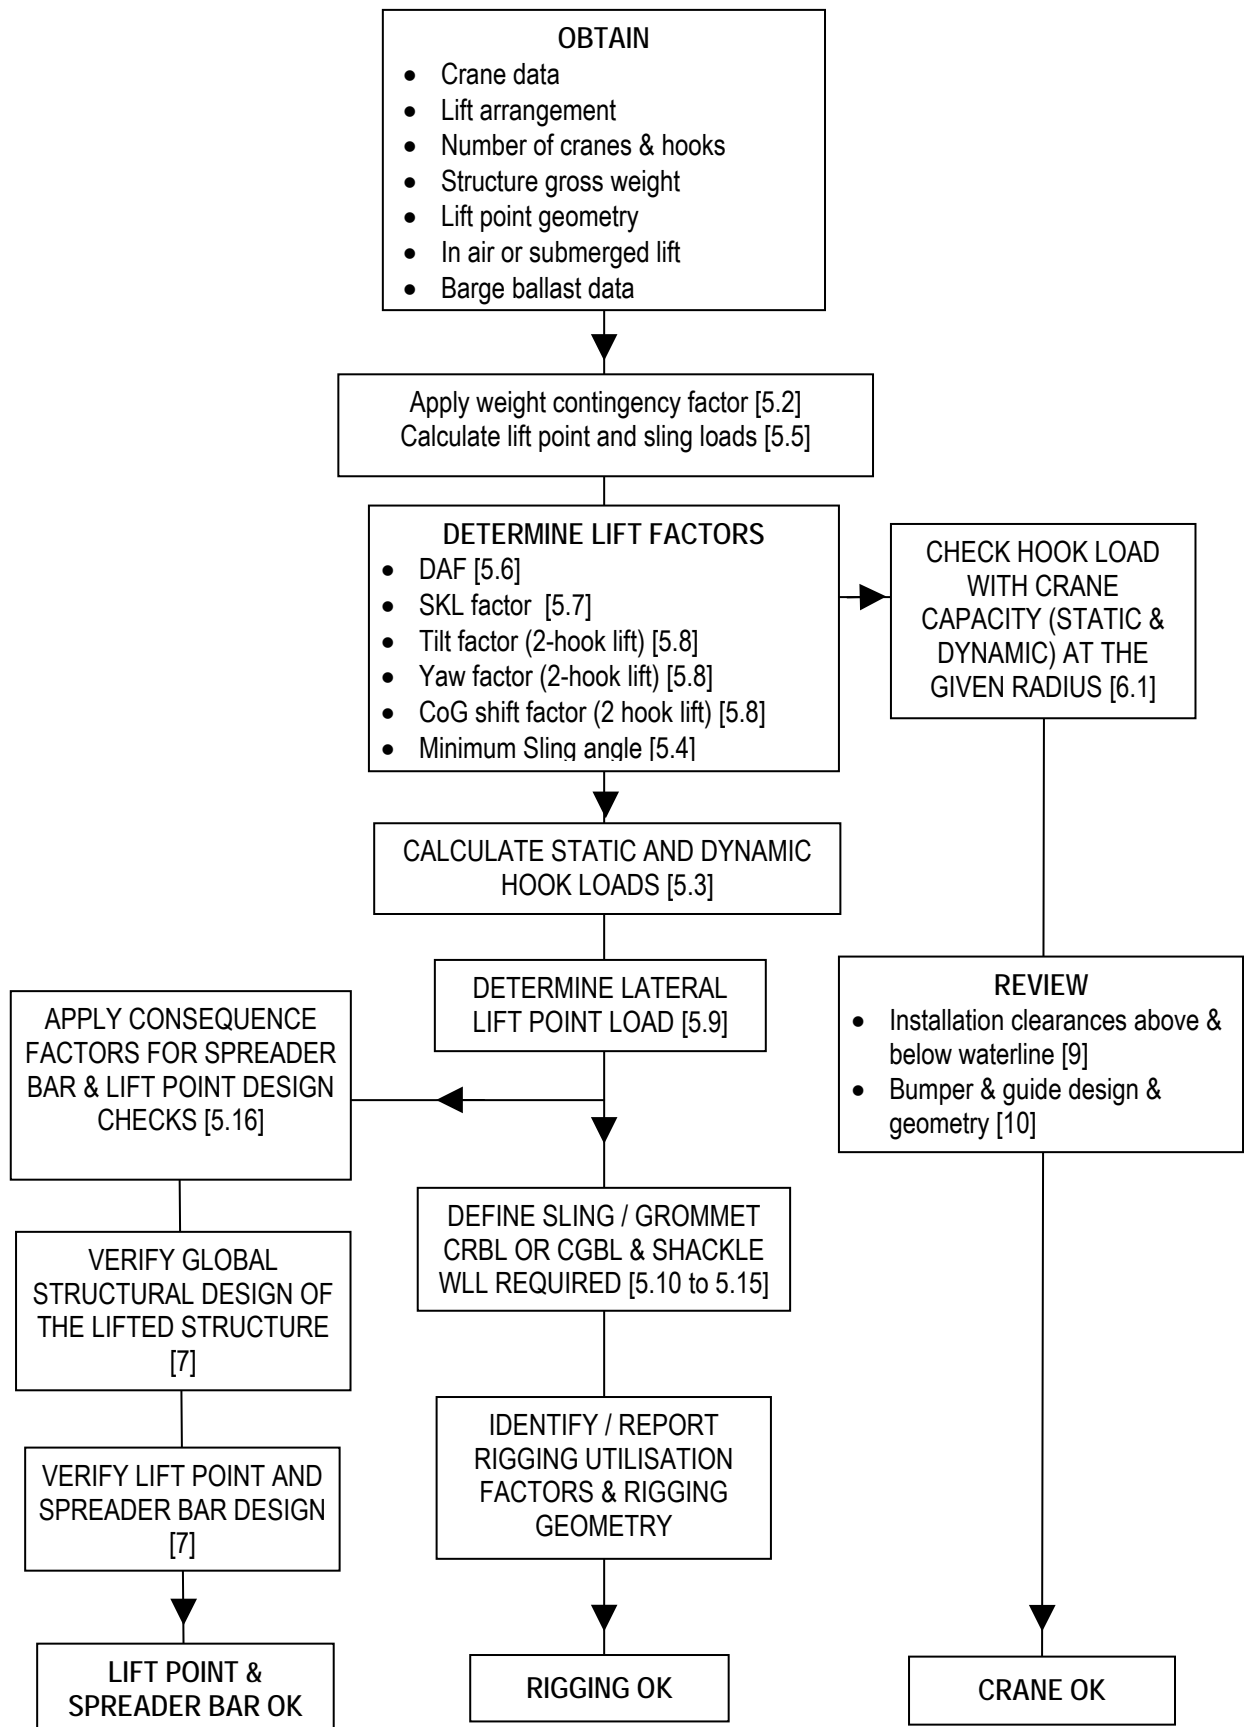 OBTAIN
• Crane data
• Lift arrangement
• Number of cranes & hooks
• Structure gross weight
• Lift point geometry
• In air or submerged lift
• Barge ballast data
Apply weight contingency factor [5.2]
Calculate lift point and sling loads [5.5]
DETERMINE LIFT FACTORS
• DAF [5.6]
• SKL factor [5.7]
• Tilt factor (2-hook lift) [5.8]
• Yaw factor (2-hook lift) [5.8]
• CoG shift factor (2 hook lift) [5.8]
• Minimum Sling angle [5.4]
CHECK HOOK LOAD
WITH CRANE
CAPACITY (STATIC &
DYNAMIC) AT THE
GIVEN RADIUS [6.1]
CALCULATE STATIC AND DYNAMIC
HOOK LOADS [5.3]
DETERMINE LATERAL
LIFT POINT LOAD [5.9]
REVIEW
• Installation clearances above &
below waterline [9]
• Bumper & guide design &
geometry [10]
APPLY CONSEQUENCE
FACTORS FOR SPREADER
BAR & LIFT POINT DESIGN
CHECKS [5.16]
DEFINE SLING / GROMMET
CRBL OR CGBL & SHACKLE
WLL REQUIRED [5.10 to 5.15]
VERIFY GLOBAL
STRUCTURAL DESIGN OF
THE LIFTED STRUCTURE
[7]
IDENTIFY / REPORT
RIGGING UTILISATION
FACTORS & RIGGING
GEOMETRY
VERIFY LIFT POINT AND
SPREADER BAR DESIGN
[7]
LIFT POINT &
SPREADER BAR OK
RIGGING OK
CRANE OK